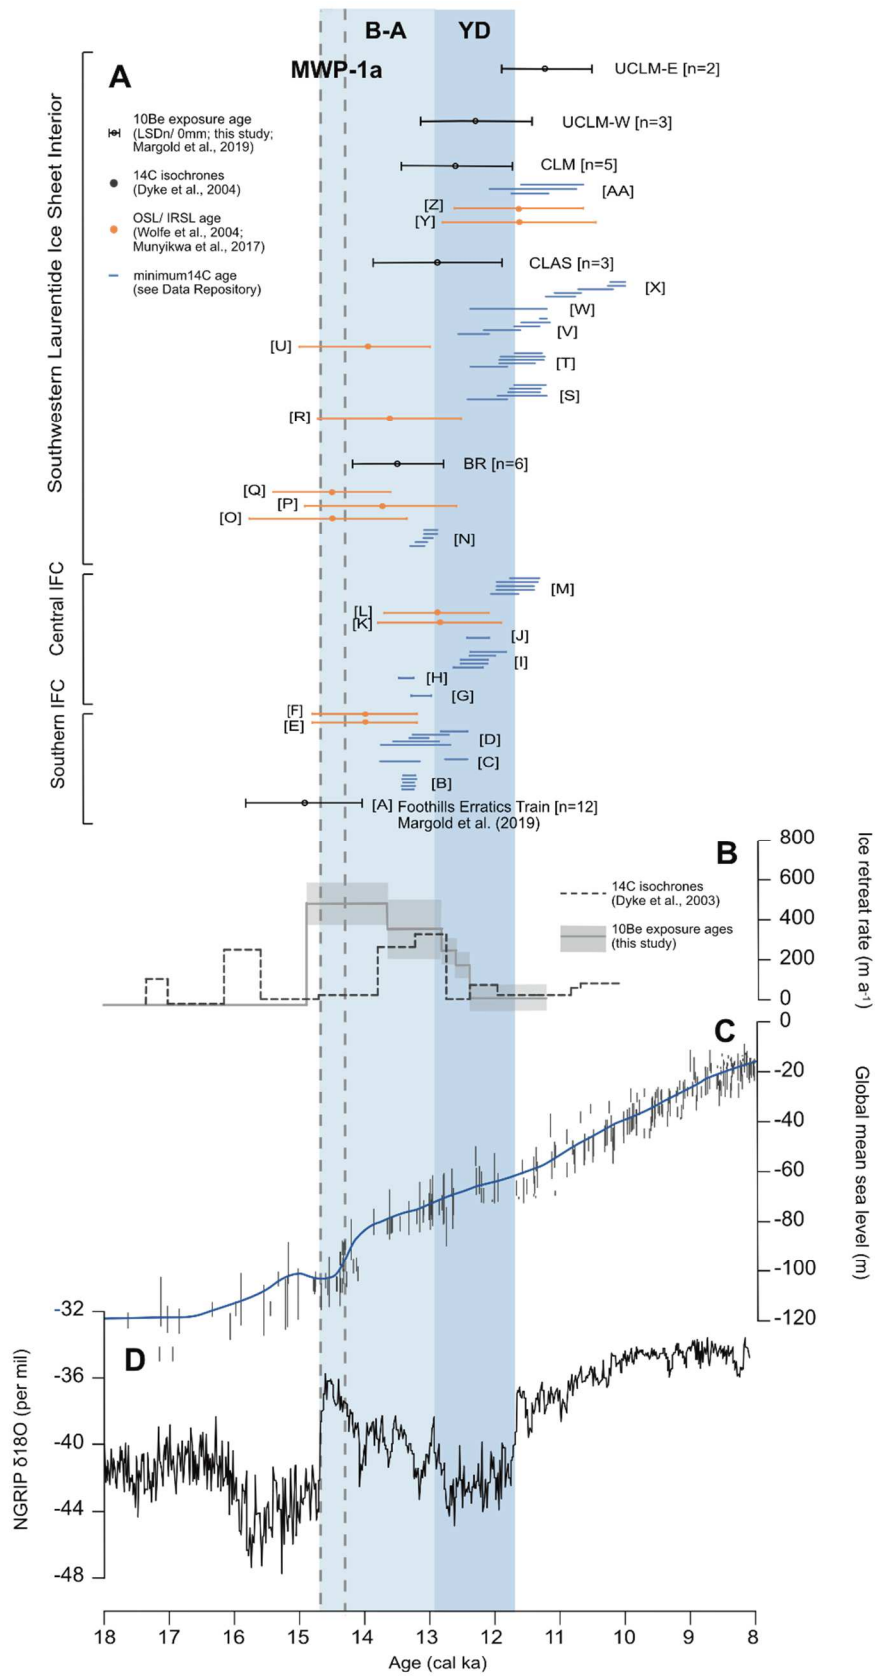 B-A
YD
MWP-1a
A
10Be exposure age
(LSDn/ 0mm; this study;
Margold et al., 2019)
14C isochrones
(Dyke et al., 2004)
OSL/ IRSL age
(Wolfe et al., 2004;
Munyikwa et al., 2017)
minimum14C age
(see Data Repository)
Southwestern Laurentide Ice Sheet Interior
Central IFC
Southern IFC
UCLM-E [n=2]
UCLM-W [n=3]
CLM [n=5]
[AA]
[Z]
[Y]
CLAS [n=3]
[X]
[W]
[V]
[U]
[T]
[S]
[R]
BR [n=6]
[Q]
[P]
[O]
[N]
[M]
[L]
[K]
[J]
[I]
[H]
[G]
[F]
[E]
[D]
[C]
[B]
[A] Foothills Erratics Train [n=12]
Margold et al. (2019)
B
14C isochrones
(Dyke et al., 2003)
10Be exposure ages
(this study)
800
600
400
200
0
Ice retreat rate (m a-1)
C
0
-20
-40
-60
-80
-100
-120
Global mean sea level (m)
D
-32
-36
-40
-44
-48
NGRIP δ18O (per mil)
18 17 16 15 14 13 12 11 10 9 8
Age (cal ka)